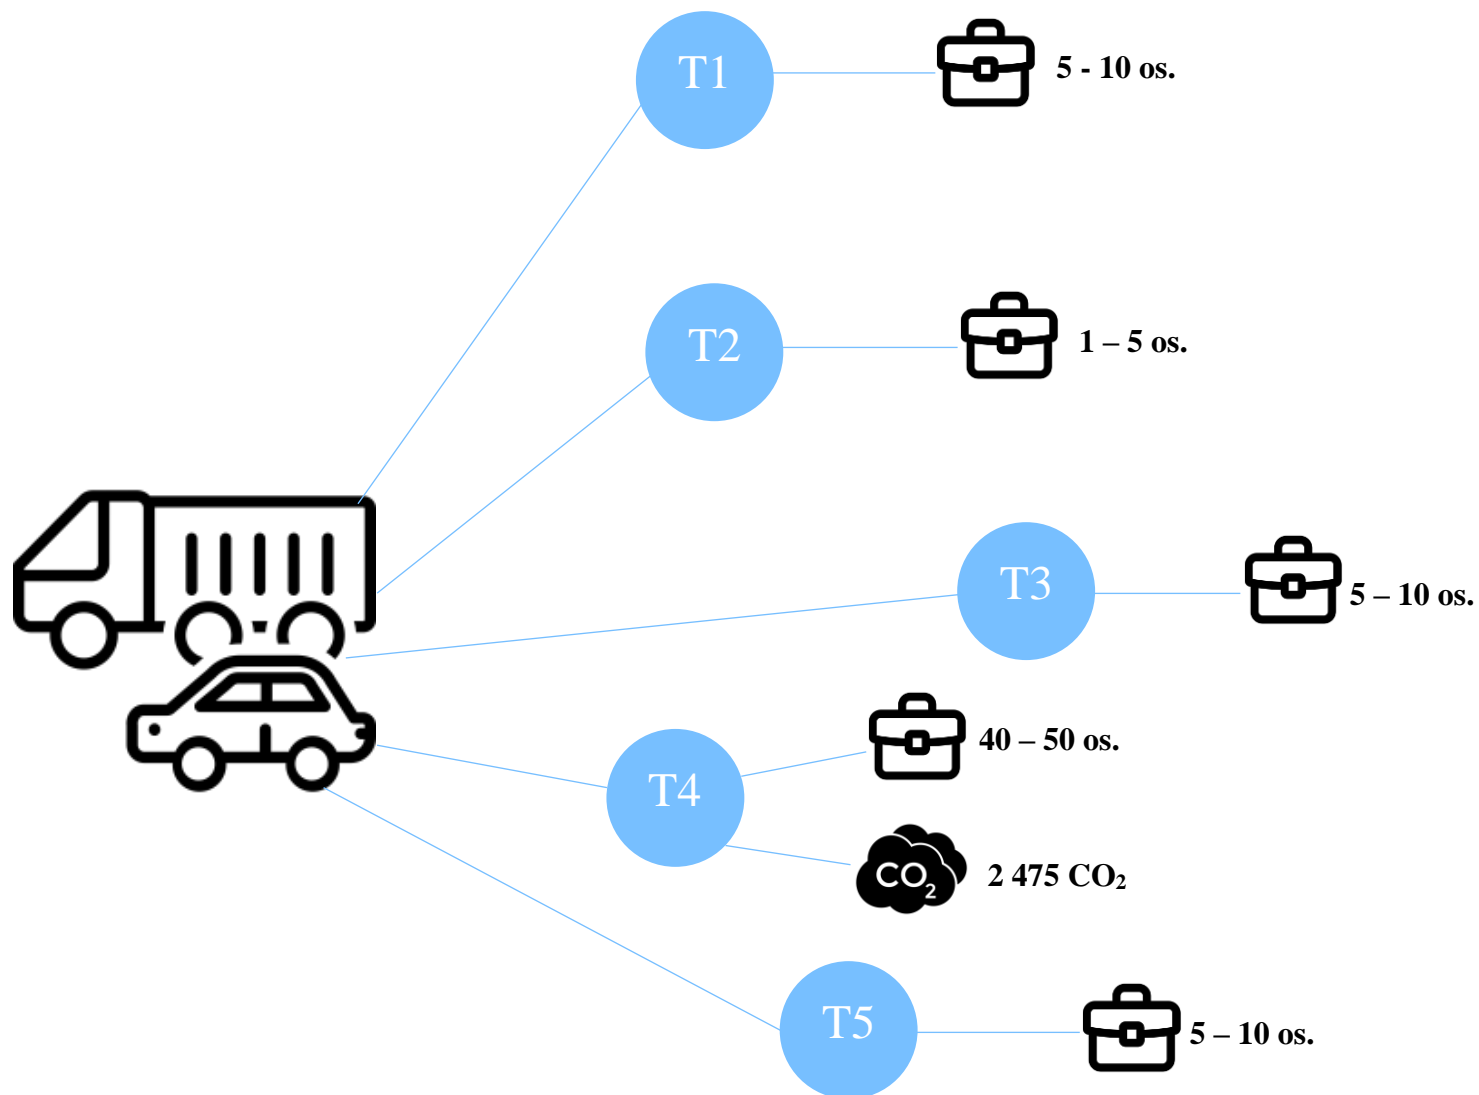 T1
5 - 10 os.
T2
1 – 5 os.
T3
5 – 10 os.
T4
40 – 50 os.
CO2
2 475 CO₂
T5
5 – 10 os.